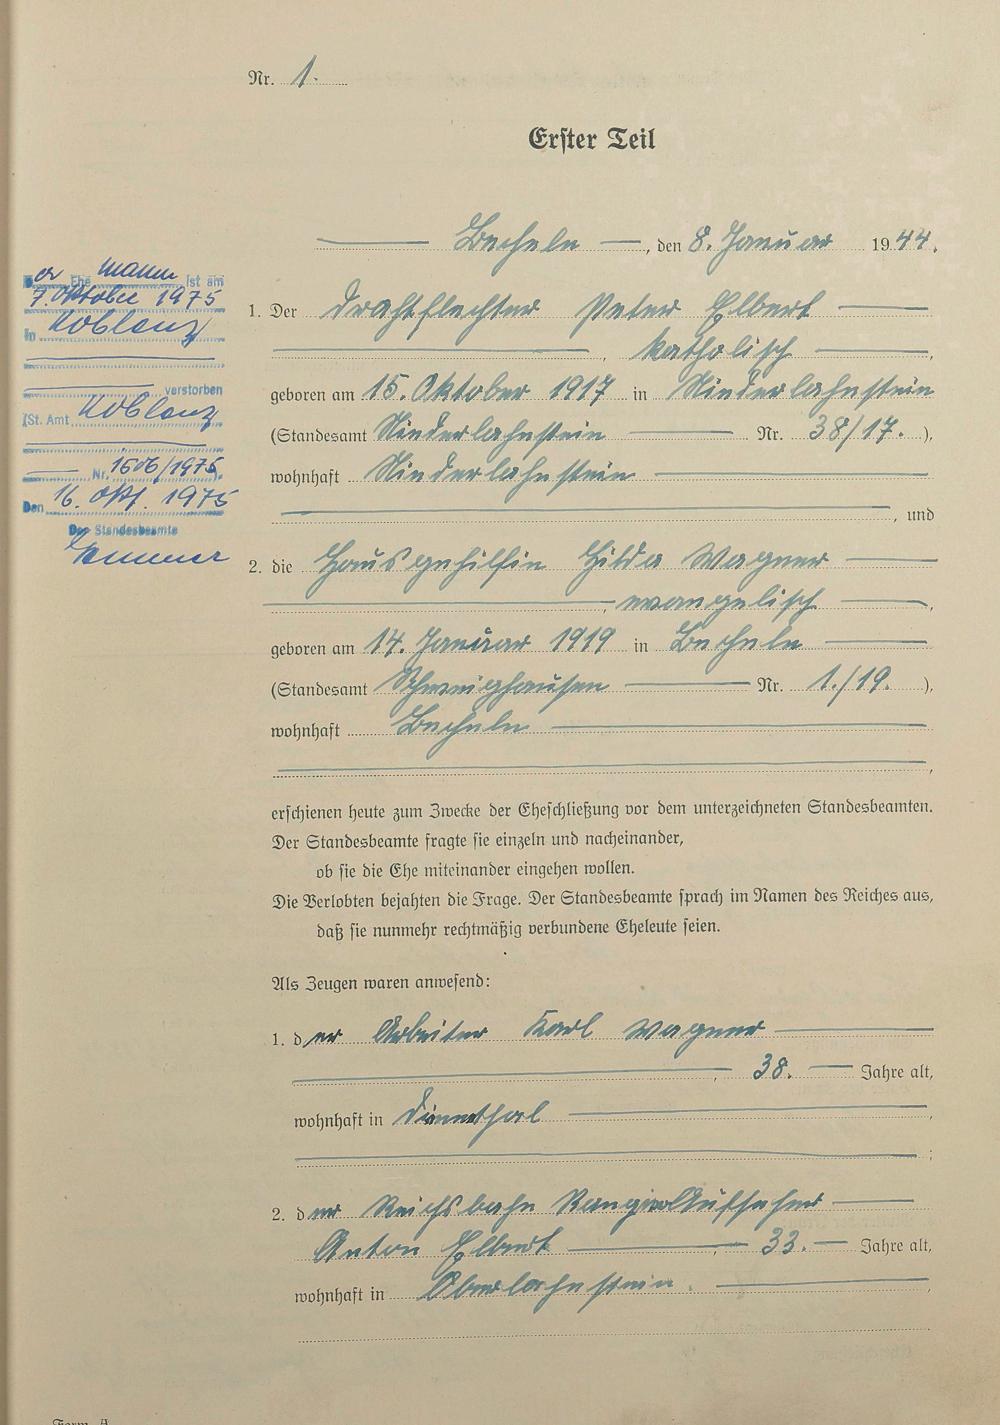 Nr. 1.
Erster Teil
Becheln, den 8. Januar 1944.
Der Ehemann ist am
7. Oktober 1975
in Koblenz
verstorben
(St. Amt Koblenz
Nr. 1606/1975).
Den 16. Okt. 1975
Der Standesbeamte
1. Der Drahtflechter Peter Elbert
, katholisch,
geboren am 15. Oktober 1917 in Niederlahnstein
(Standesamt Niederlahnstein Nr. 38/17.),
wohnhaft Niederlahnstein
, und
2. die Hausgehilfin Hilda Wagner
, evangelisch,
geboren am 14. Januar 1919 in Becheln
(Standesamt Schweighausen Nr. 1./19.),
wohnhaft Becheln
,
erschienen heute zum Zwecke der Eheschließung vor dem unterzeichneten Standesbeamten.
Der Standesbeamte fragte sie einzeln und nacheinander,
ob sie die Ehe miteinander eingehen wollen.
Die Verlobten bejahten die Frage. Der Standesbeamte sprach im Namen des Reiches aus,
daß sie nunmehr rechtmäßig verbundene Eheleute seien.
Als Zeugen waren anwesend:
1. der Arbeiter Karl Wagner
, 38. Jahre alt,
wohnhaft in Dienethal,
;
2. der Reichsbahn Rangieraufseher
Anton Elbert, 33. Jahre alt,
wohnhaft in Oberlahnstein.,
Form. A